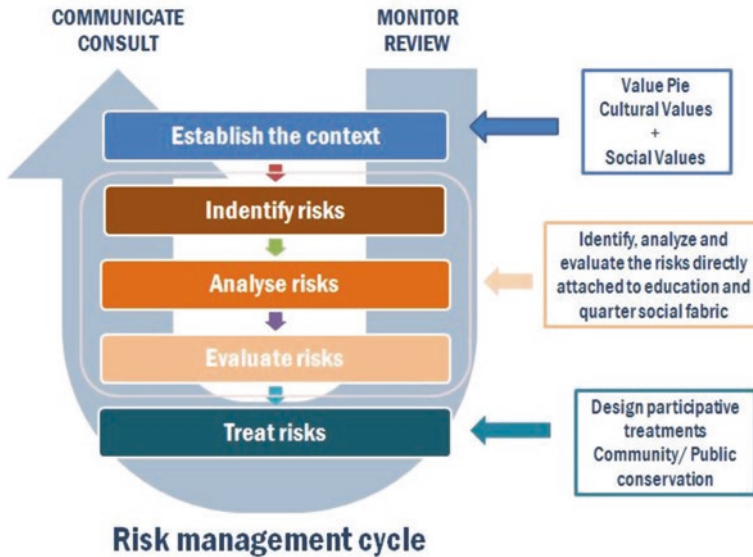 COMMUNICATE
CONSULT
MONITOR
REVIEW
Establish the context
Indentify risks
Analyse risks
Evaluate risks
Treat risks
Value Pie
Cultural Values
+
Social Values
Identify, analyze and
evaluate the risks directly
attached to education and
quarter social fabric
Design participative
treatments
Community/ Public
conservation
Risk management cycle